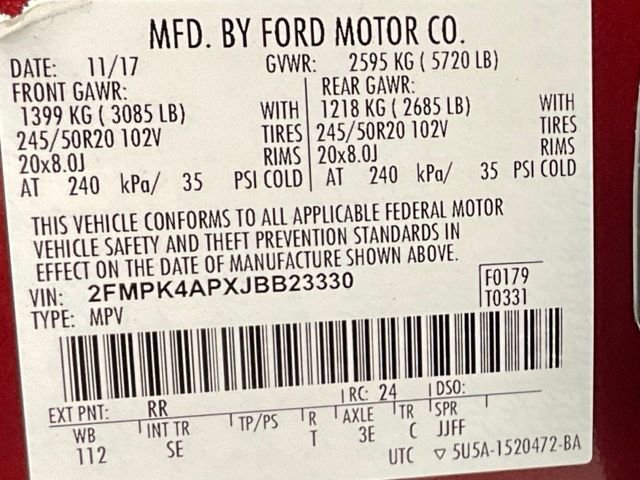 MFD. BY FORD MOTOR CO.
DATE: 11/17 GVWR: 2595 KG ( 5720 LB)
FRONT GAWR: REAR GAWR:
1399 KG ( 3085 LB) WITH 1218 KG ( 2685 LB) WITH
245/50R20 102V TIRES 245/50R20 102V TIRES
20x8.0J RIMS 20x8.0J RIMS
AT 240 kPa/ 35 PSI COLD AT 240 kPa/ 35 PSI COLD
THIS VEHICLE CONFORMS TO ALL APPLICABLE FEDERAL MOTOR
VEHICLE SAFETY AND THEFT PREVENTION STANDARDS IN
EFFECT ON THE DATE OF MANUFACTURE SHOWN ABOVE.
VIN: 2FMPK4APXJBB23330 F0179
TYPE: MPV T0331
EXT PNT: RR RC: 24 DSO:
WB INT TR TP/PS R AXLE TR SPR
112 SE T 3E C JJFF
UTC ▽ 5U5A-1520472-BA